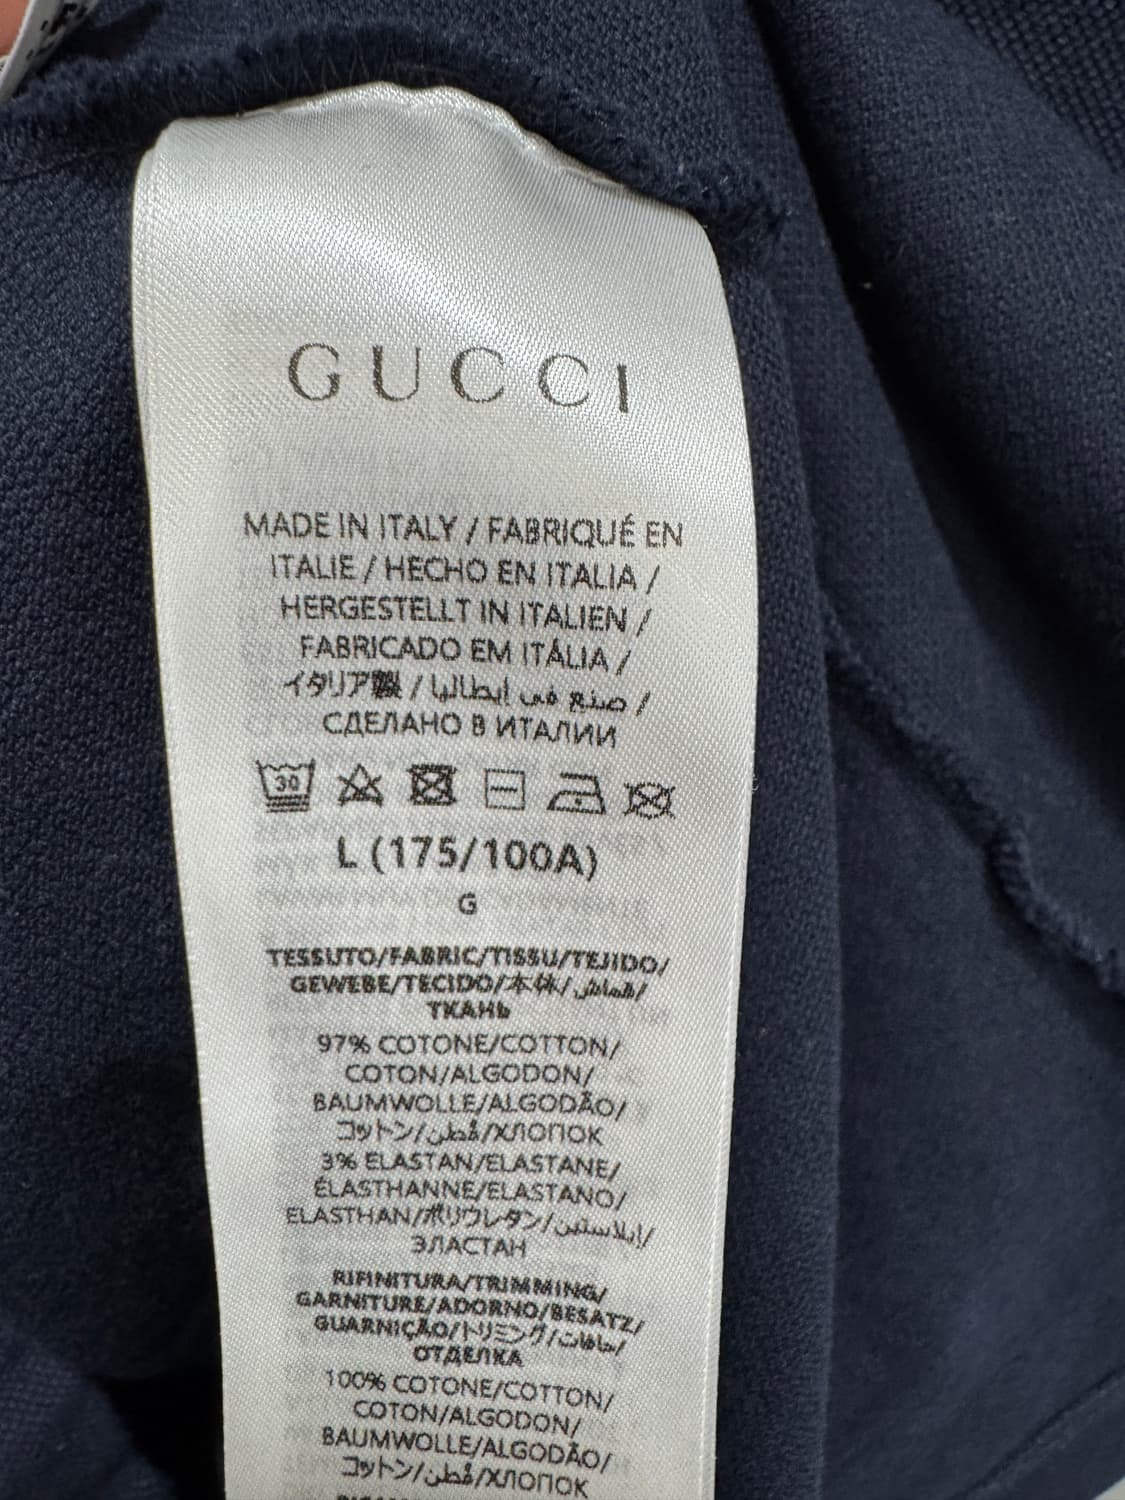 GUCCI
MADE IN ITALY / FABRIQUÉ EN
ITALIE / HECHO EN ITALIA /
HERGESTELLT IN ITALIEN /
FABRICADO EM ITÁLIA /
イタリア製 / صنع في إيطاليا /
СДЕЛАНО В ИТАЛИИ
30
L (175/100A)
G
TESSUTO/FABRIC/TISSU/TEJIDO/
GEWEBE/TECIDO/本体/قماش/
ТКАНЬ
97% COTONE/COTTON/
COTON/ALGODON/
BAUMWOLLE/ALGODÃO/
コットン/قطن/ХЛОПОК
3% ELASTAN/ELASTANE/
ÉLASTHANNE/ELASTANO/
ELASTHAN/ポリウレタン/إيلاستين/
ЭЛАСТАН
RIFINITURA/TRIMMING/
GARNITURE/ADORNO/BESATZ/
GUARNIÇÃO/トリミング/حافات/
ОТДЕЛКА
100% COTONE/COTTON/
COTON/ALGODON/
BAUMWOLLE/ALGODÃO/
コットン/قطن/ХЛОПОК